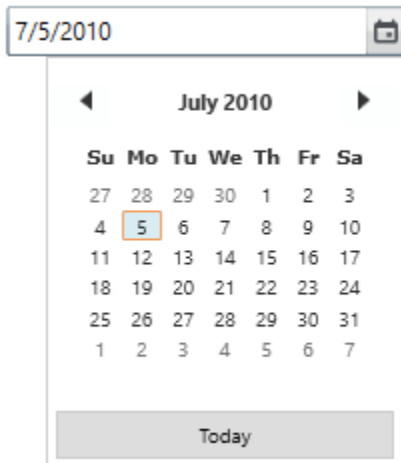 7/5/2010
July 2010
Su Mo Tu We Th Fr Sa
27 28 29 30 1 2 3
4 5 6 7 8 9 10
11 12 13 14 15 16 17
18 19 20 21 22 23 24
25 26 27 28 29 30 31
1 2 3 4 5 6 7
Today